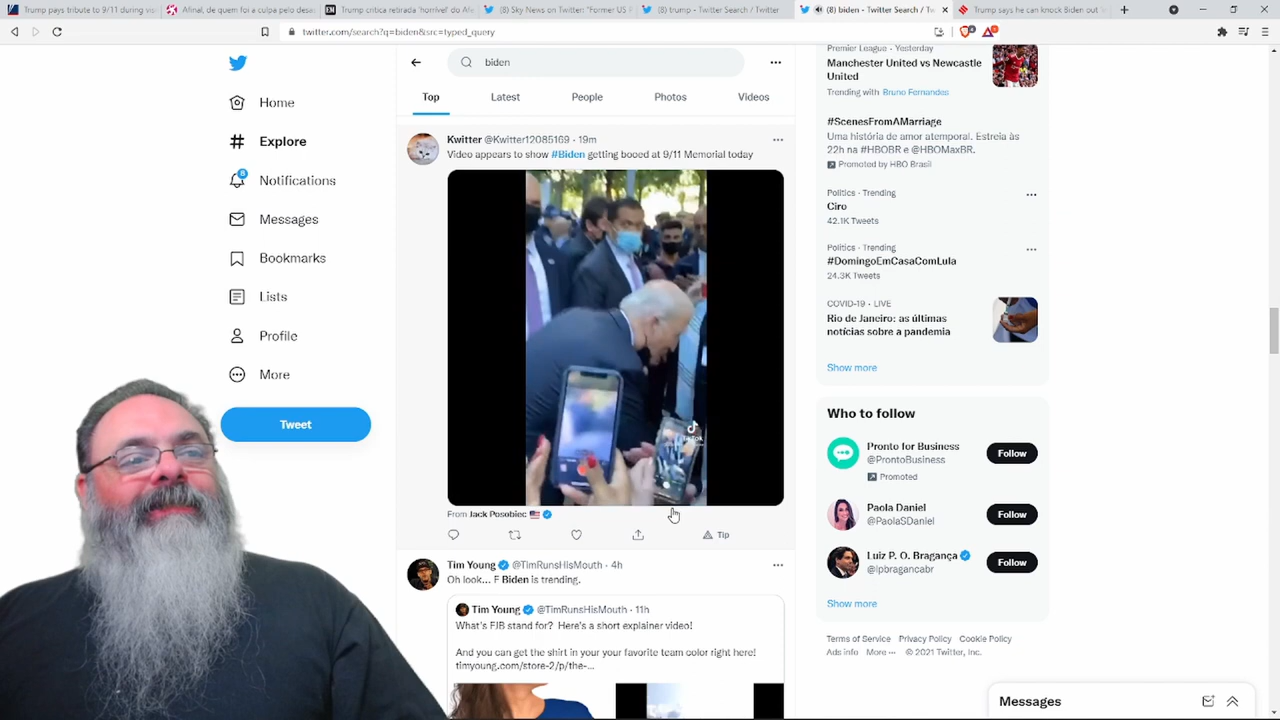 Trump pays tribute to 9/11 during vis
Afinal, de quem foi a culpa pelo desa
Trump critica retirada 'horrível' do Afe
(8) Sky News on Twitter: "Former US P
(8) trump - Twitter Search / Twitter
(8) biden - Twitter Search / Tw
Trump says he can knock Biden out
twitter.com/search?q=biden&src=typed_query
biden
Top
Latest
People
Photos
Videos
Home
Explore
8
Notifications
Messages
Bookmarks
Lists
Profile
More
Tweet
Kwitter @Kwitter12085169 · 19m
Video appears to show #Biden getting booed at 9/11 Memorial today
TikTok
From Jack Posobiec
Tip
Tim Young @TimRunsHisMouth · 4h
Oh look... F Biden is trending.
Tim Young @TimRunsHisMouth · 11h
What's FJB stand for? Here's a short explainer video!
And you can get the shirt in your your favorite team color right here!
timyoung.com/store-2/p/the-...
Premier League · Yesterday
Manchester United vs Newcastle
United
Trending with Bruno Fernandes
#ScenesFromAMarriage
Uma história de amor atemporal. Estreia às
22h na #HBOBR e @HBOMaxBR.
Promoted by HBO Brasil
Politics · Trending
Ciro
42.1K Tweets
Politics · Trending
#DomingoEmCasaComLula
24.3K Tweets
COVID-19 · LIVE
Rio de Janeiro: as últimas
notícias sobre a pandemia
Show more
Who to follow
Pronto for Business
@ProntoBusiness
Follow
Promoted
Paola Daniel
@PaolaSDaniel
Follow
Luiz P. O. Bragança
@lpbragancabr
Follow
Show more
Terms of Service Privacy Policy Cookie Policy
Ads info More ··· © 2021 Twitter, Inc.
Messages